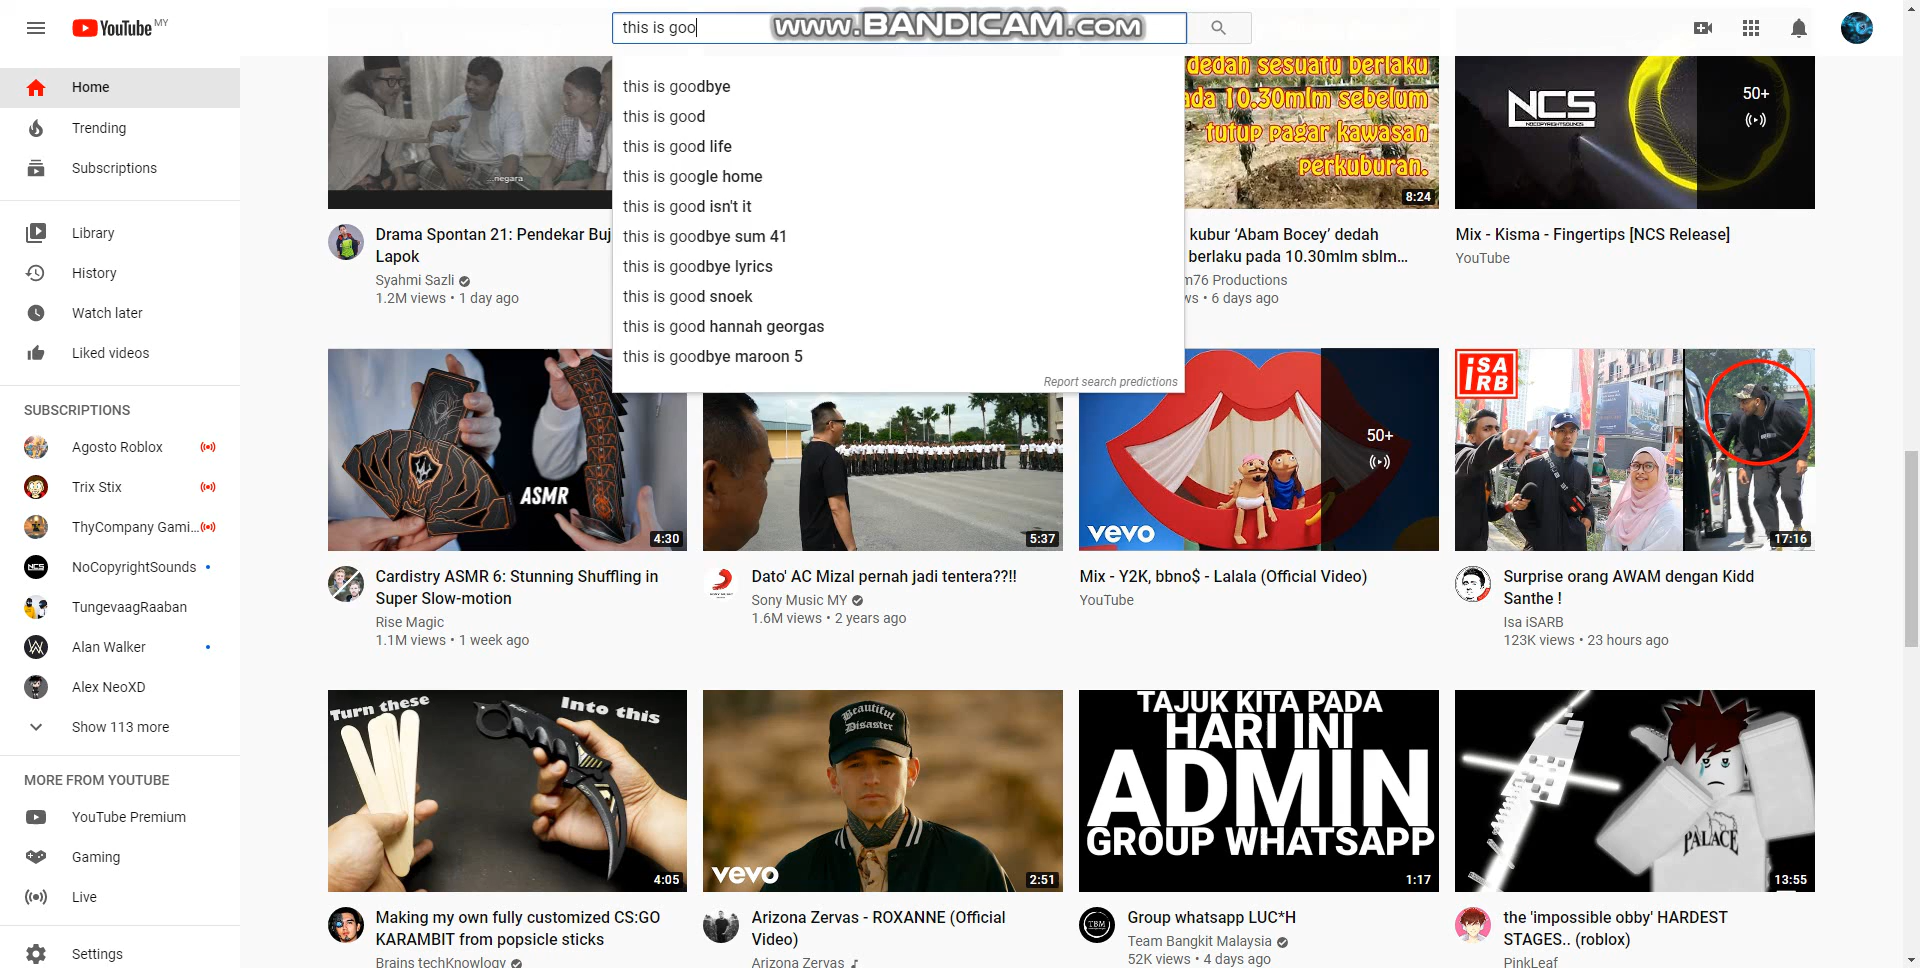 YouTube MY
this is goo
www.BANDICAM.com
Home
Trending
Subscriptions
Library
History
Watch later
Liked videos
SUBSCRIPTIONS
Agosto Roblox
Trix Stix
ThyCompany Gami...
NoCopyrightSounds
TungevaagRaaban
Alan Walker
Alex NeoXD
Show 113 more
MORE FROM YOUTUBE
YouTube Premium
Gaming
Live
Settings
this is goodbye
this is good
this is good life
this is google home
this is good isn't it
this is goodbye sum 41
this is goodbye lyrics
this is good snoek
this is good hannah georgas
this is goodbye maroon 5
Report search predictions
...negara
Drama Spontan 21: Pendekar Buj
Lapok
Syahmi Sazli
1.2M views • 1 day ago
dedah sesuatu berlaku
ada 10.30mlm sebelum
tutup pagar kawasan
perkuburan.
8:24
kubur ‘Abam Bocey’ dedah
berlaku pada 10.30mlm sblm...
m76 Productions
ws • 6 days ago
NCS
NOCOPYRIGHTSOUNDS
50+
Mix - Kisma - Fingertips [NCS Release]
YouTube
ASMR
4:30
Cardistry ASMR 6: Stunning Shuffling in
Super Slow-motion
Rise Magic
1.1M views • 1 week ago
5:37
Dato' AC Mizal pernah jadi tentera??!!
Sony Music MY
1.6M views • 2 years ago
vevo
50+
Mix - Y2K, bbno$ - Lalala (Official Video)
YouTube
iSA
RB
17:16
Surprise orang AWAM dengan Kidd
Santhe !
Isa iSARB
123K views • 23 hours ago
Turn these
Into this
4:05
Making my own fully customized CS:GO
KARAMBIT from popsicle sticks
Brains techKnowlogy
Beautiful
Disaster
vevo
2:51
Arizona Zervas - ROXANNE (Official
Video)
Arizona Zervas
TAJUK KITA PADA
HARI INI
ADMIN
GROUP WHATSAPP
1:17
TBM
Group whatsapp LUC*H
Team Bangkit Malaysia
52K views • 4 days ago
PALACE
13:55
the 'impossible obby' HARDEST
STAGES.. (roblox)
PinkLeaf